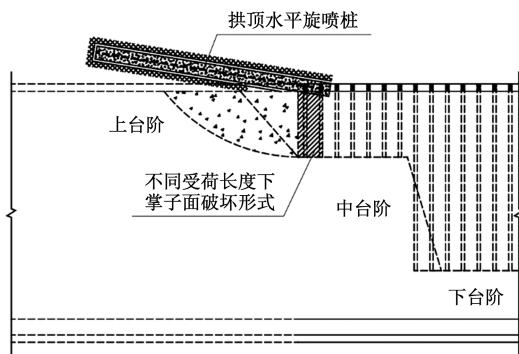 拱顶水平旋喷桩
上台阶
不同受荷长度下
掌子面破坏形式
中台阶
下台阶